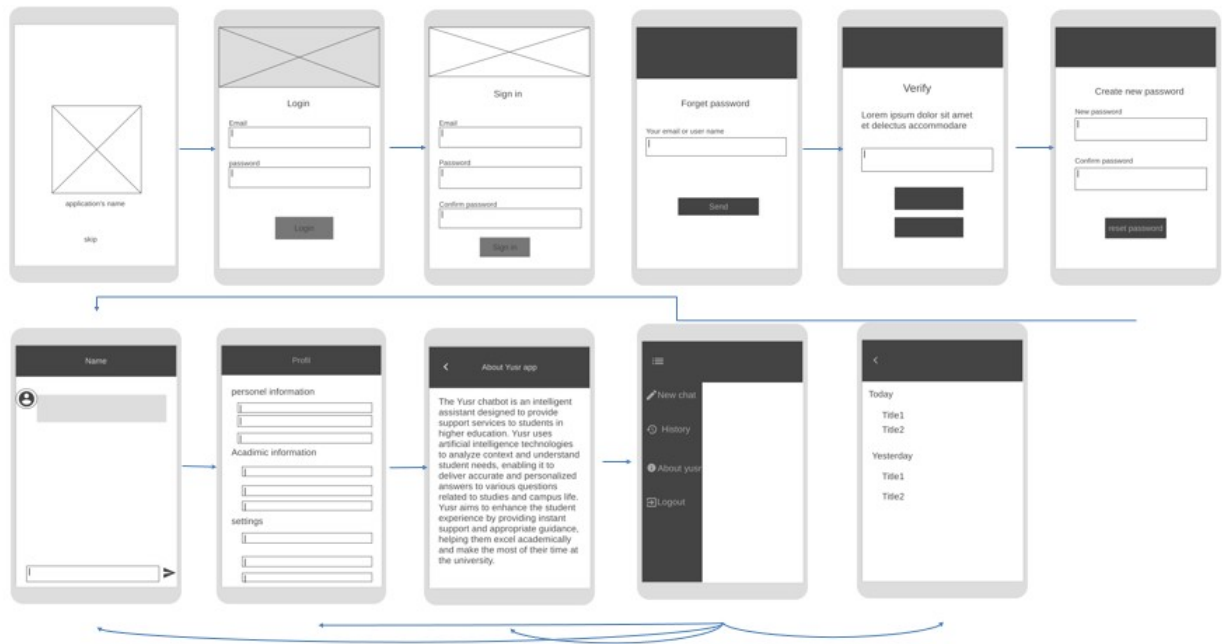 application's name
skip
Login
Email
password
Login
Sign in
Email
Password
Confirm password
Sign in
Forget password
Your email or user name
Send
Verify
Lorem ipsum dolor sit amet
et delectus accommodare
Create new password
New password
Confirm password
reset password
Name
Profil
personel information
Acadimic information
settings
About Yusr app
The Yusr chatbot is an intelligent
assistant designed to provide
support services to students in
higher education. Yusr uses
artificial intelligence technologies
to analyze context and understand
student needs, enabling it to
deliver accurate and personalized
answers to various questions
related to studies and campus life.
Yusr aims to enhance the student
experience by providing instant
support and appropriate guidance,
helping them excel academically
and make the most of their time at
the university.
New chat
History
About yusr
Logout
Today
Title1
Title2
Yesterday
Title1
Title2